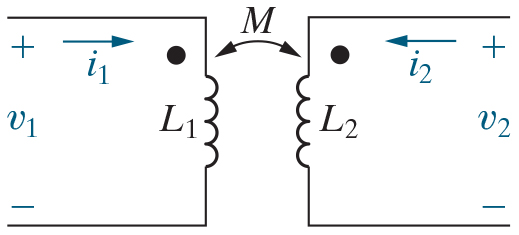 M
+ i₁ i₂ +
v₁ L₁ L₂ v₂
− −